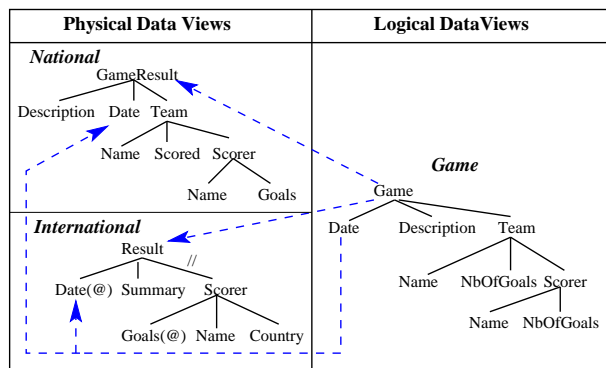 Physical Data Views
Logical DataViews
National
GameResult
Description Date Team
Name Scored Scorer
Name Goals
International
Result
//
Date(@) Summary Scorer
Goals(@) Name Country
Game
Game
Date Description Team
Name NbOfGoals Scorer
Name NbOfGoals